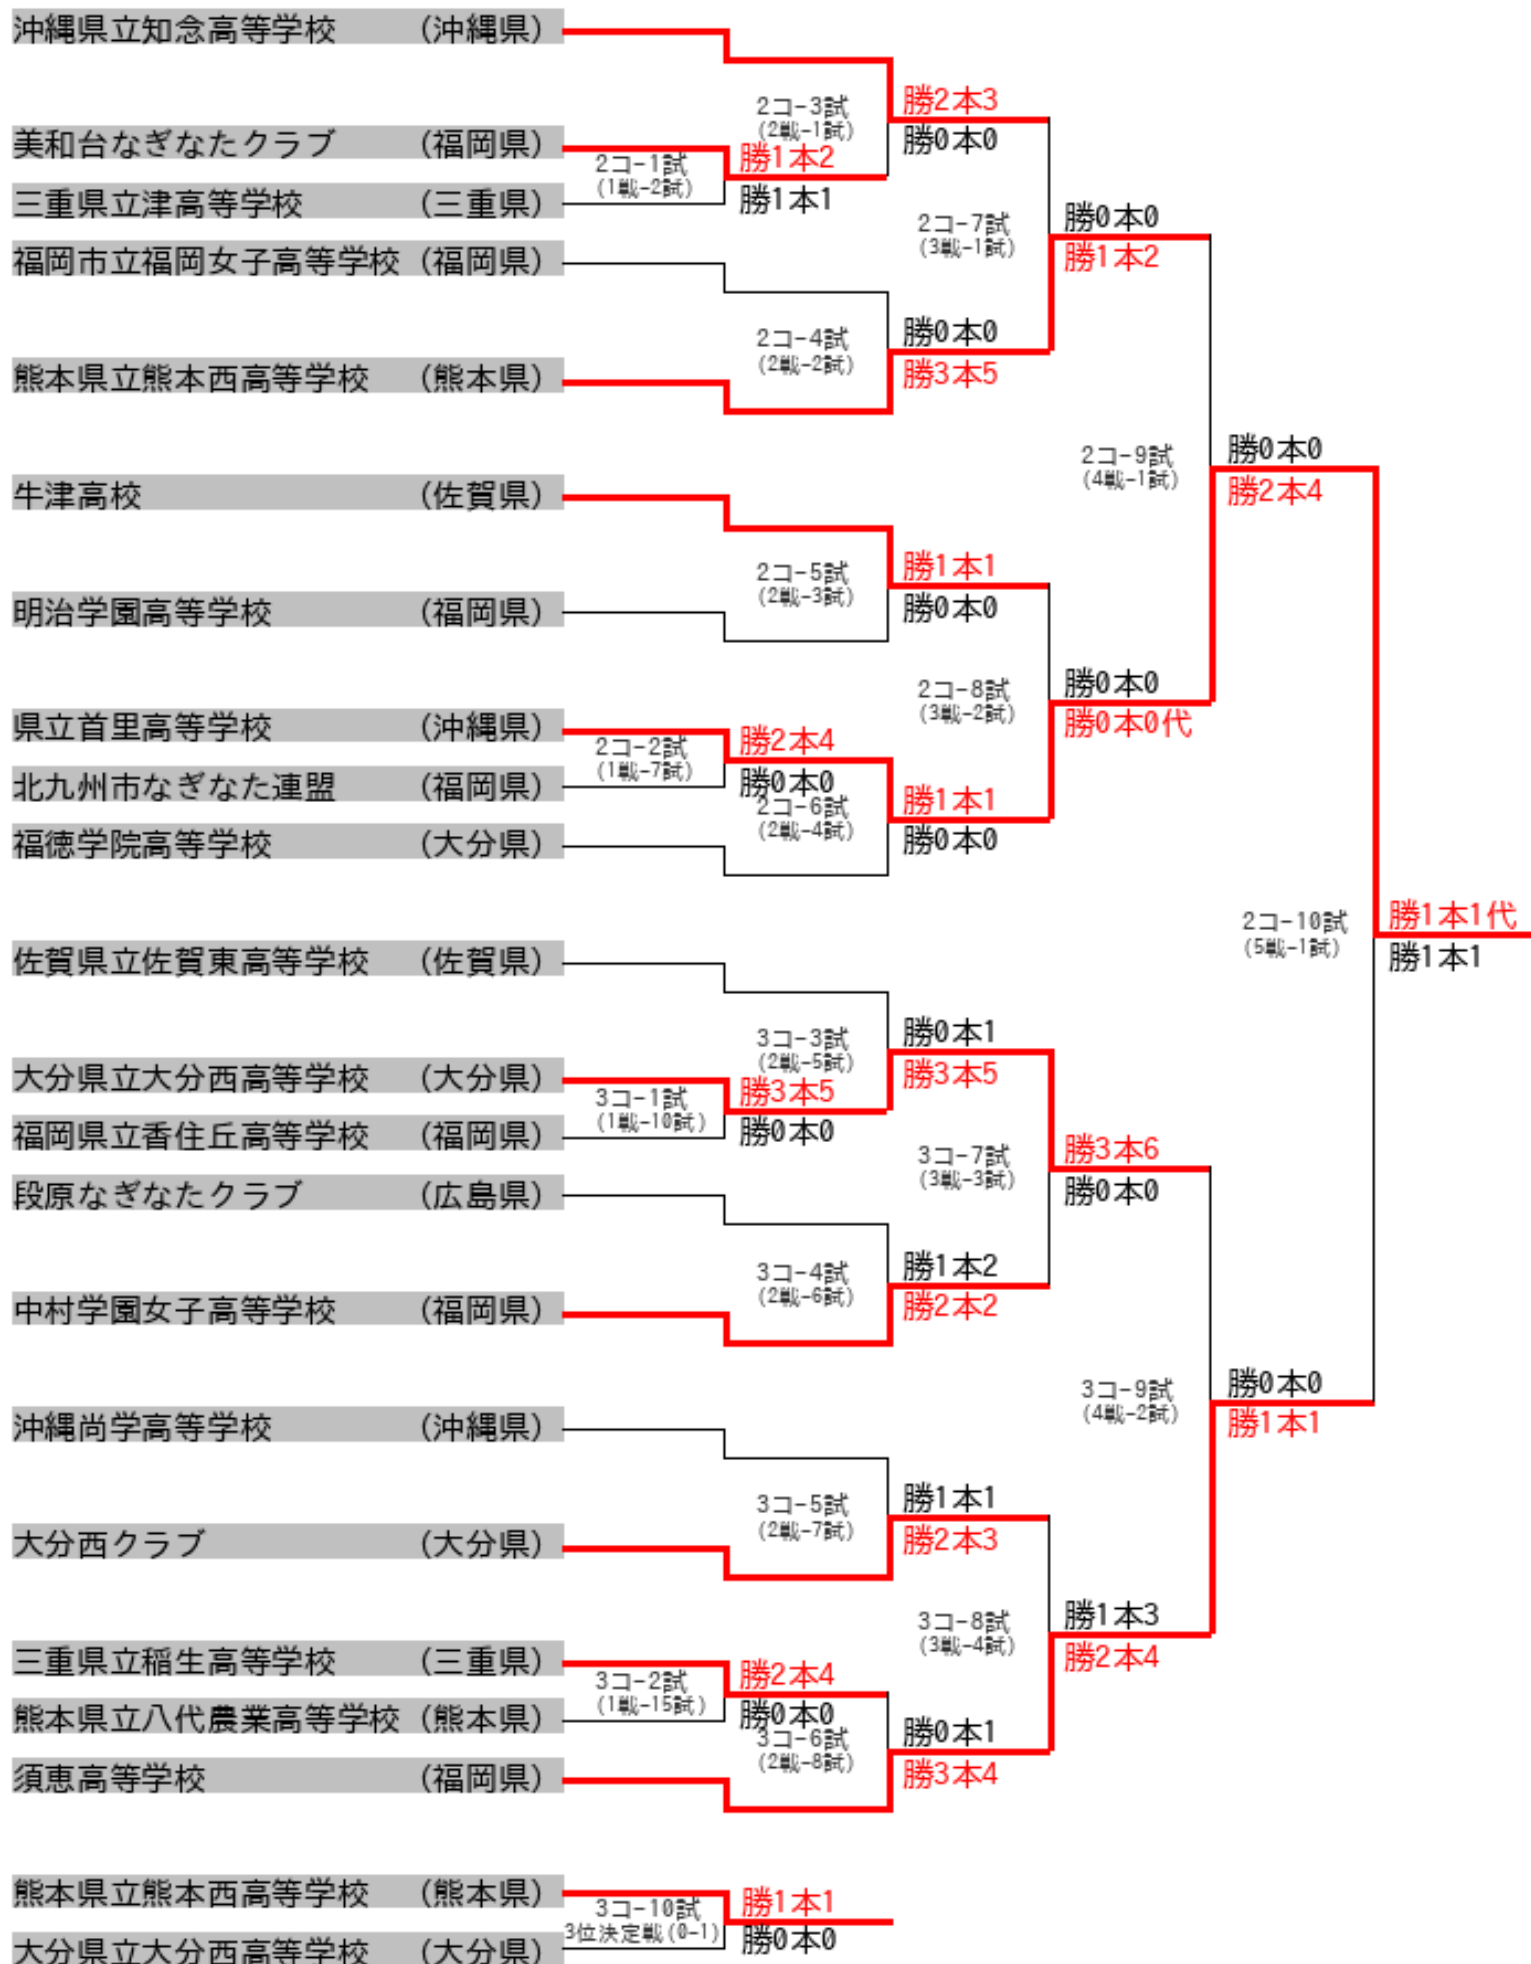 沖縄県立知念高等学校 (沖縄県)
2コ-3試
(2戦-1試)
勝2本3
勝0本0
美和台なぎなたクラブ (福岡県)
2コ-1試
(1戦-2試)
勝1本2
勝1本1
三重県立津高等学校 (三重県)
2コ-7試
(3戦-1試)
勝0本0
勝1本2
福岡市立福岡女子高等学校 (福岡県)
2コ-4試
(2戦-2試)
勝0本0
勝3本5
熊本県立熊本西高等学校 (熊本県)
2コ-9試
(4戦-1試)
勝0本0
勝2本4
牛津高校 (佐賀県)
2コ-5試
(2戦-3試)
勝1本1
勝0本0
明治学園高等学校 (福岡県)
2コ-8試
(3戦-2試)
勝0本0
勝0本0代
県立首里高等学校 (沖縄県)
2コ-2試
(1戦-7試)
勝2本4
勝0本0
北九州市なぎなた連盟 (福岡県)
2コ-6試
(2戦-4試)
勝1本1
勝0本0
福徳学院高等学校 (大分県)
2コ-10試
(5戦-1試)
勝1本1代
勝1本1
佐賀県立佐賀東高等学校 (佐賀県)
3コ-3試
(2戦-5試)
勝0本1
勝3本5
大分県立大分西高等学校 (大分県)
3コ-1試
(1戦-10試)
勝3本5
勝0本0
福岡県立香住丘高等学校 (福岡県)
3コ-7試
(3戦-3試)
勝3本6
勝0本0
段原なぎなたクラブ (広島県)
3コ-4試
(2戦-6試)
勝1本2
勝2本2
中村学園女子高等学校 (福岡県)
3コ-9試
(4戦-2試)
勝0本0
勝1本1
沖縄尚学高等学校 (沖縄県)
3コ-5試
(2戦-7試)
勝1本1
勝2本3
大分西クラブ (大分県)
3コ-8試
(3戦-4試)
勝1本3
勝2本4
三重県立稲生高等学校 (三重県)
3コ-2試
(1戦-15試)
勝2本4
勝0本0
熊本県立八代農業高等学校 (熊本県)
3コ-6試
(2戦-8試)
勝0本1
勝3本4
須恵高等学校 (福岡県)
熊本県立熊本西高等学校 (熊本県)
3コ-10試
3位決定戦(0-1)
勝1本1
勝0本0
大分県立大分西高等学校 (大分県)